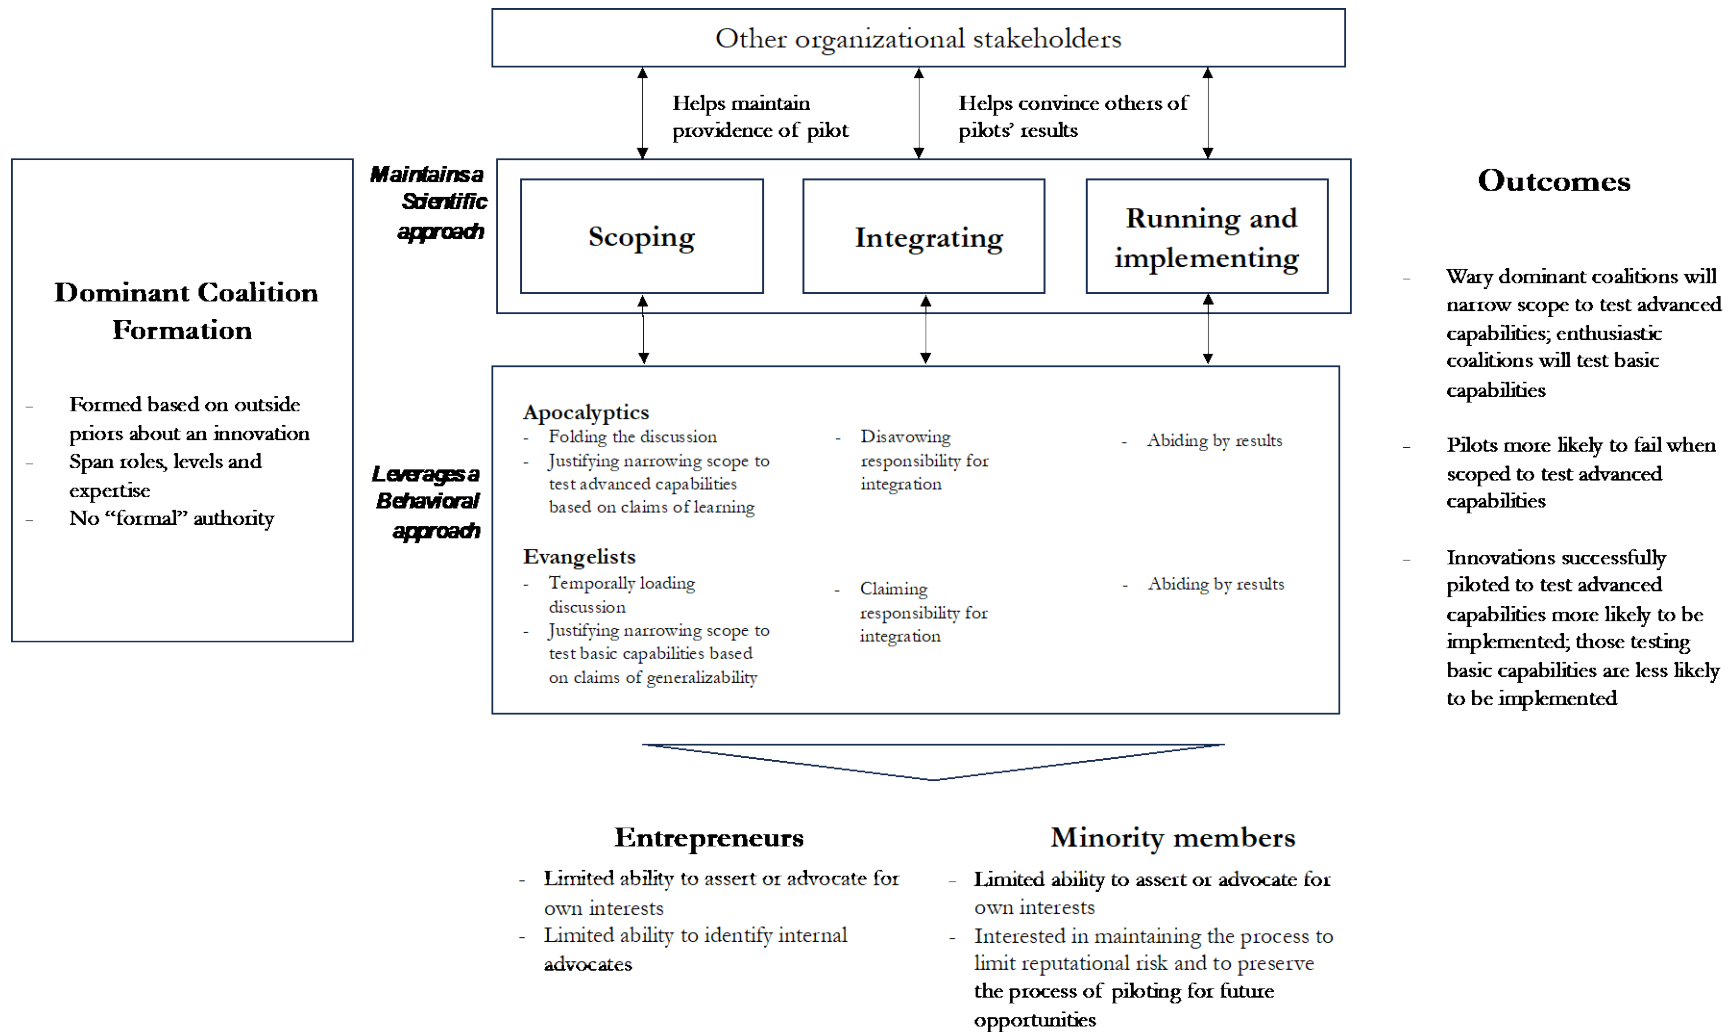 Other organizational stakeholders
Helps maintain
providence of pilot
Helps convince others of
pilots' results
Maintains a
Scientific
approach
Scoping
Integrating
Running and
implementing
Dominant Coalition
Formation
- Formed based on outside
priors about an innovation
- Span roles, levels and
expertise
- No “formal” authority
Leverages a
Behavioral
approach
Apocalyptics
- Folding the discussion
- Justifying narrowing scope to
test advanced capabilities
based on claims of learning
- Disavowing
responsibility for
integration
- Abiding by results
Evangelists
- Temporally loading
discussion
- Justifying narrowing scope to
test basic capabilities based
on claims of generalizability
- Claiming
responsibility for
integration
- Abiding by results
Outcomes
- Wary dominant coalitions will
narrow scope to test advanced
capabilities; enthusiastic
coalitions will test basic
capabilities
- Pilots more likely to fail when
scoped to test advanced
capabilities
- Innovations successfully
piloted to test advanced
capabilities more likely to be
implemented; those testing
basic capabilities are less likely
to be implemented
Entrepreneurs
- Limited ability to assert or advocate for
own interests
- Limited ability to identify internal
advocates
Minority members
- Limited ability to assert or advocate for
own interests
- Interested in maintaining the process to
limit reputational risk and to preserve
the process of piloting for future
opportunities